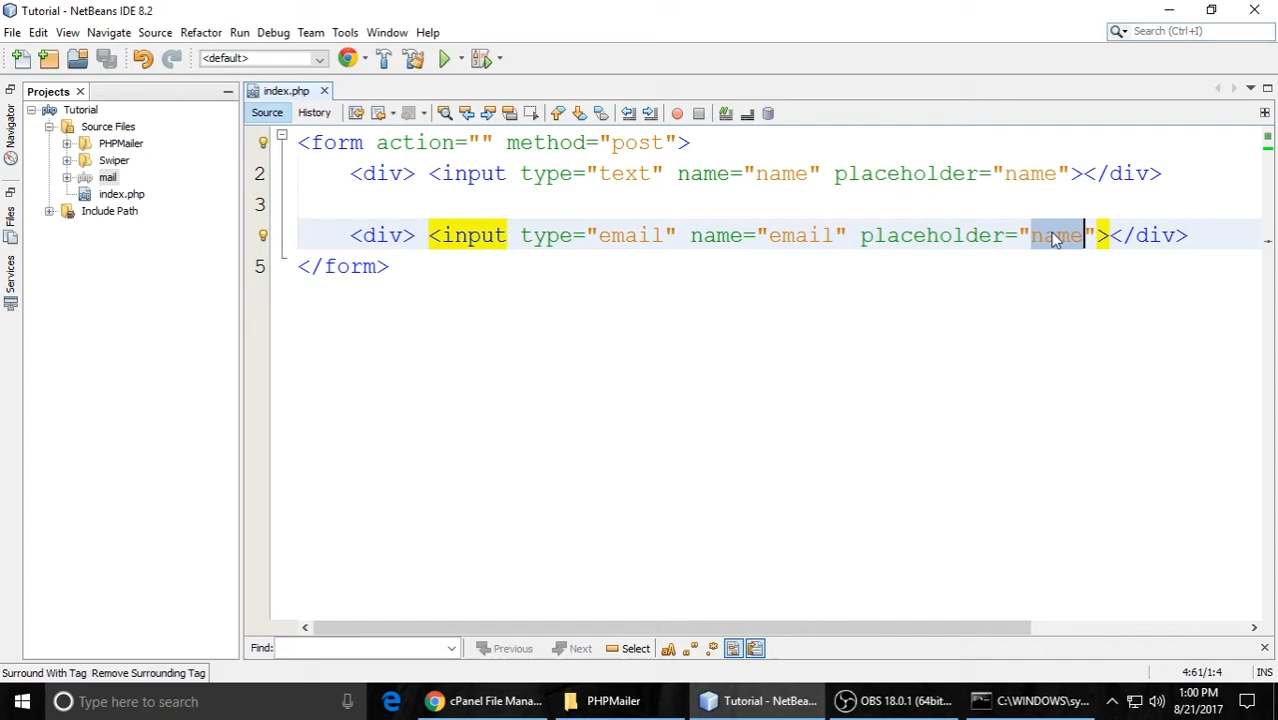 Tutorial - NetBeans IDE 8.2
File Edit View Navigate Source Refactor Run Debug Team Tools Window Help
Search (Ctrl+I)
<default>
Projects
index.php
Navigator
Files
Services
Tutorial
Source Files
PHPMailer
Swiper
mail
index.php
Include Path
Source History
<form action="" method="post">
2 <div> <input type="text" name="name" placeholder="name"></div>
3
<div> <input type="email" name="email" placeholder="name"></div>
5 </form>
Find: Previous Next Select
Surround With Tag Remove Surrounding Tag
4:61/1:4 INS
Type here to search
cPanel File Mana...
PHPMailer
Tutorial - NetBea...
OBS 18.0.1 (64bit...
C:\WINDOWS\sy...
1:00 PM
8/21/2017